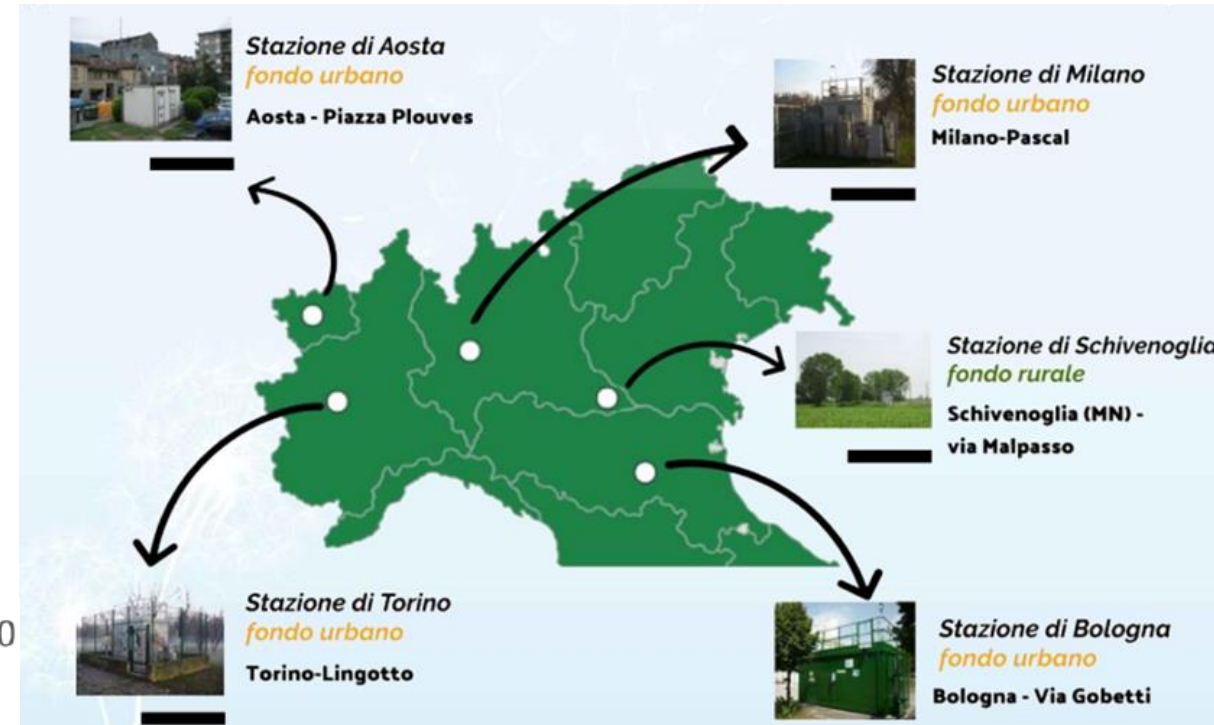 Stazione di Aosta
fondo urbano
Aosta - Piazza Plouves
Stazione di Milano
fondo urbano
Milano-Pascal
Stazione di Schivenoglia
fondo rurale
Schivenoglia (MN) -
via Malpasso
Stazione di Torino
fondo urbano
Torino-Lingotto
0
Stazione di Bologna
fondo urbano
Bologna - Via Gobetti